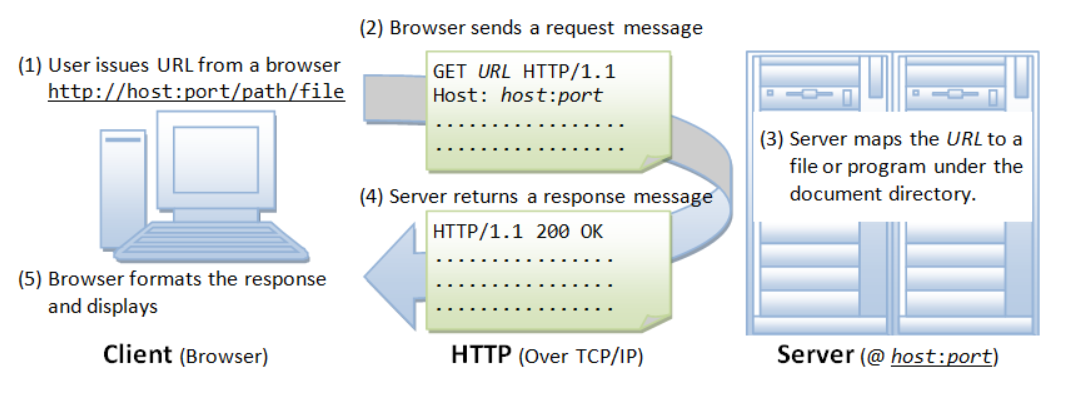 (1) User issues URL from a browser
http://host:port/path/file
(2) Browser sends a request message
GET URL HTTP/1.1
Host: host:port
.................
.................
(3) Server maps the URL to a
file or program under the
document directory.
(4) Server returns a response message
HTTP/1.1 200 OK
................
................
................
(5) Browser formats the response
and displays
Client (Browser)
HTTP (Over TCP/IP)
Server (@ host:port)